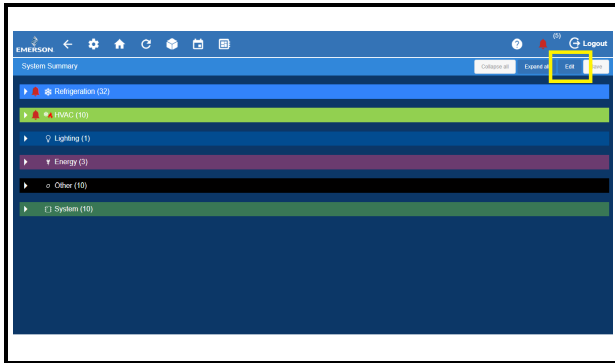 EMERSON
(5)
Logout
System Summary
Collapse all Expand all Edit Save
Refrigeration (32)
HVAC (10)
Lighting (1)
Energy (3)
Other (10)
System (10)